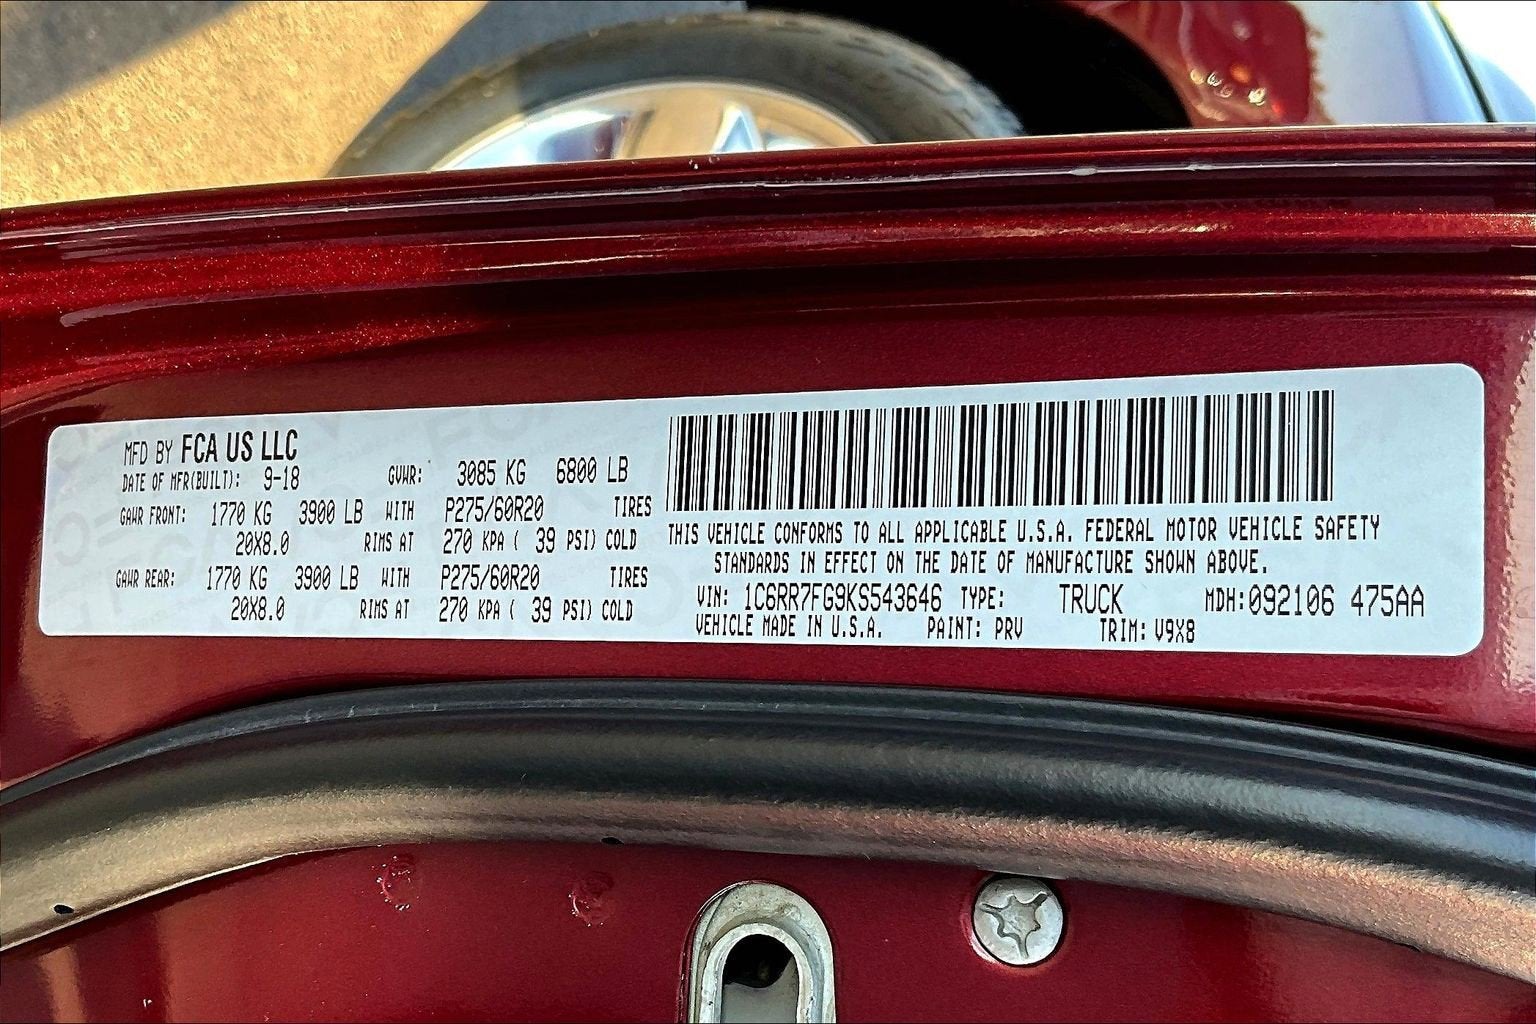 MFD BY FCA US LLC
DATE OF MFR(BUILT): 9-18 GVWR: 3085 KG 6800 LB
GAWR FRONT: 1770 KG 3900 LB WITH P275/60R20 TIRES
20X8.0 RIMS AT 270 KPA ( 39 PSI) COLD
GAWR REAR: 1770 KG 3900 LB WITH P275/60R20 TIRES
20X8.0 RIMS AT 270 KPA ( 39 PSI) COLD
THIS VEHICLE CONFORMS TO ALL APPLICABLE U.S.A. FEDERAL MOTOR VEHICLE SAFETY
STANDARDS IN EFFECT ON THE DATE OF MANUFACTURE SHOWN ABOVE.
VIN: 1C6RR7FG9KS543646 TYPE: TRUCK MDH:092106 475AA
VEHICLE MADE IN U.S.A. PAINT: PRV TRIM: V9X8